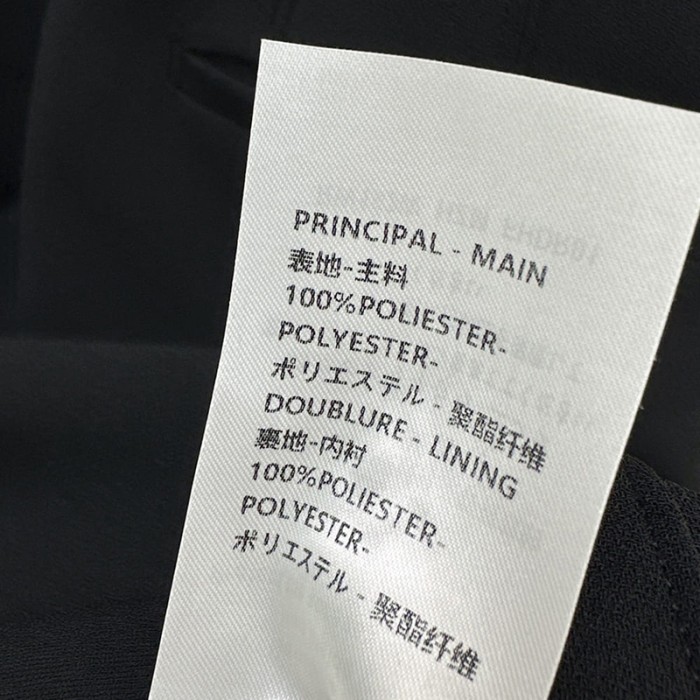 PRINCIPAL - MAIN
表地-主料
100%POLIESTER-
POLYESTER-
ポリエステル - 聚酯纤维
DOUBLURE - LINING
裏地-内衬
100%POLIESTER-
POLYESTER-
ポリエステル - 聚酯纤维